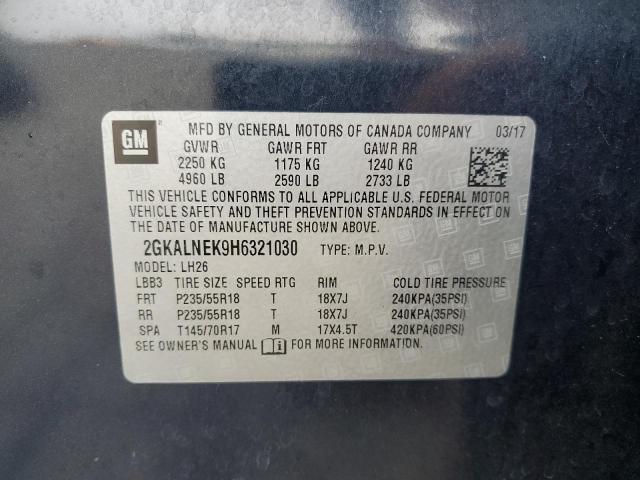 GM MFD BY GENERAL MOTORS OF CANADA COMPANY 03/17
GVWR GAWR FRT GAWR RR
2250 KG 1175 KG 1240 KG
4960 LB 2590 LB 2733 LB
THIS VEHICLE CONFORMS TO ALL APPLICABLE U.S. FEDERAL MOTOR
VEHICLE SAFETY AND THEFT PREVENTION STANDARDS IN EFFECT ON
THE DATE OF MANUFACTURE SHOWN ABOVE.
2GKALNEK9H6321030 TYPE: M.P.V.
MODEL: LH26
LBB3 TIRE SIZE SPEED RTG RIM COLD TIRE PRESSURE
FRT P235/55R18 T 18X7J 240KPA(35PSI)
RR P235/55R18 T 18X7J 240KPA(35PSI)
SPA T145/70R17 M 17X4.5T 420KPA(60PSI)
SEE OWNER'S MANUAL i FOR MORE INFORMATION.